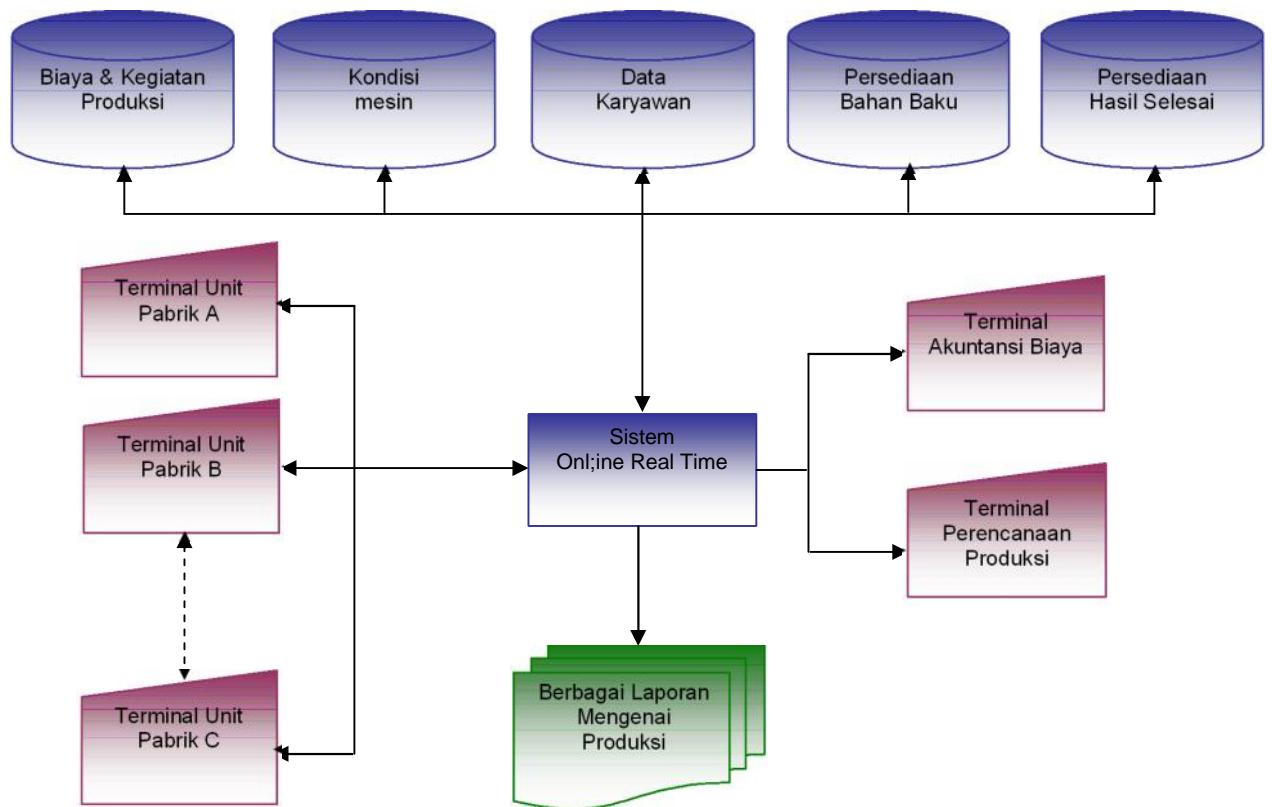 Biaya & Kegiatan
Produksi
Kondisi
mesin
Data
Karyawan
Persediaan
Bahan Baku
Persediaan
Hasil Selesai
Terminal Unit
Pabrik A
Terminal
Akuntansi Biaya
Terminal Unit
Pabrik B
Sistem
Onl;ine Real Time
Terminal
Perencanaan
Produksi
Terminal Unit
Pabrik C
Berbagai Laporan
Mengenai
Produksi